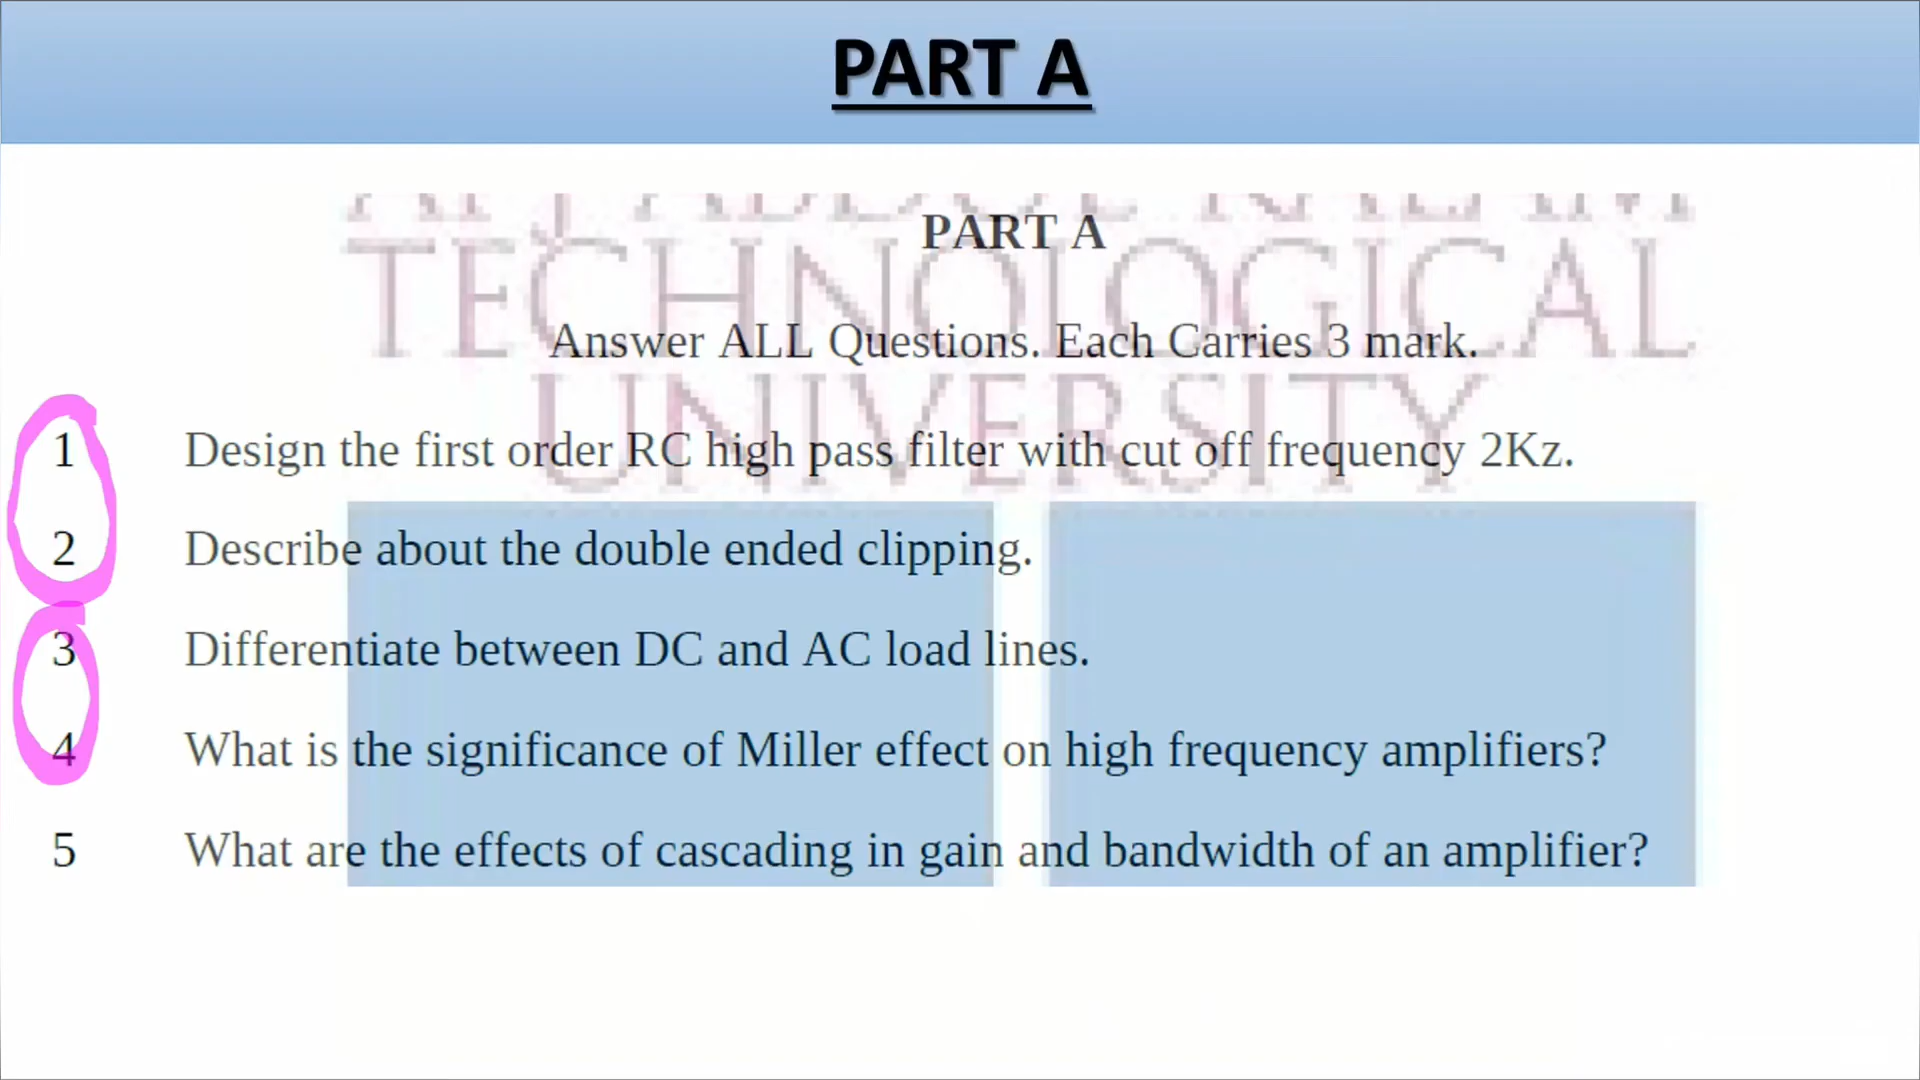 PART A
PART A
TECHNOLOGICAL
Answer ALL Questions. Each Carries 3 mark.
UNIVERSITY
1 Design the first order RC high pass filter with cut off frequency 2Kz.
2 Describe about the double ended clipping.
3 Differentiate between DC and AC load lines.
4 What is the significance of Miller effect on high frequency amplifiers?
5 What are the effects of cascading in gain and bandwidth of an amplifier?